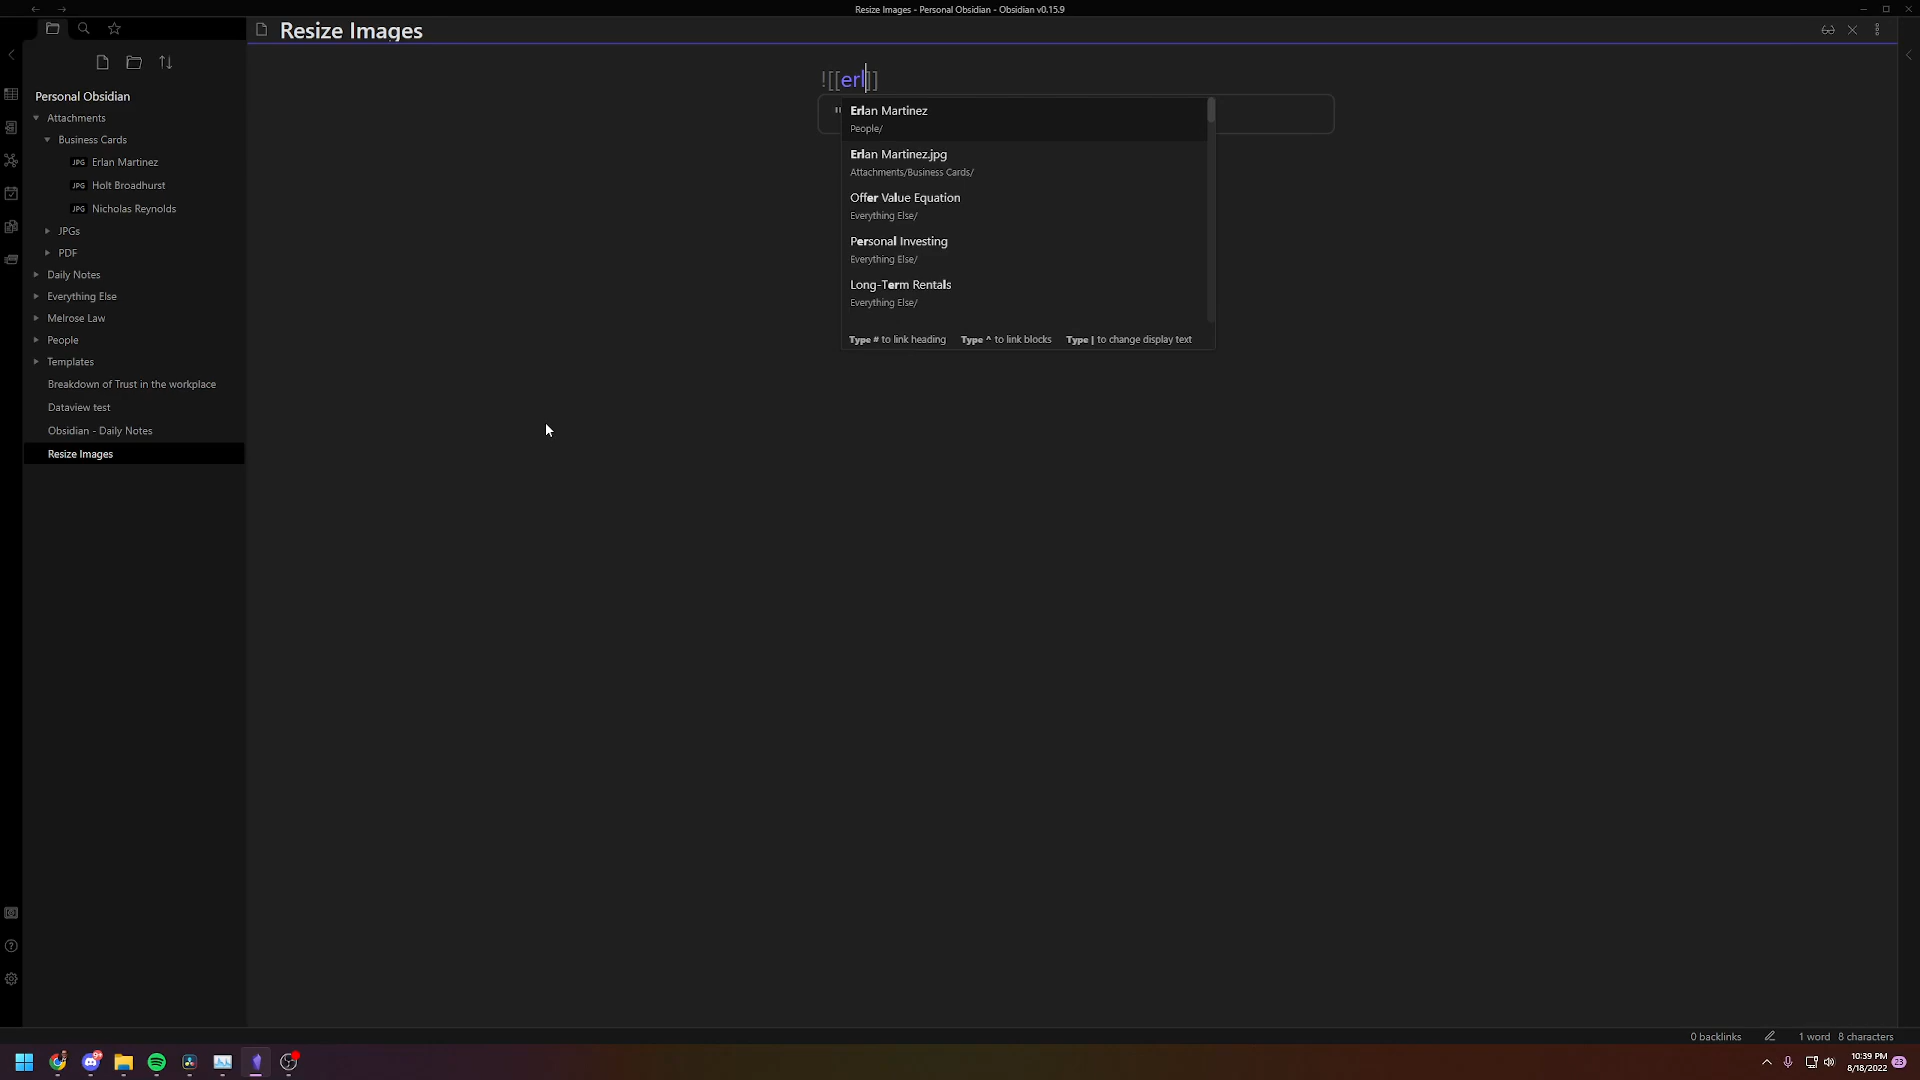 Resize Images - Personal Obsidian - Obsidian v0.15.9
Resize Images
Personal Obsidian
Attachments
Business Cards
JPG Erlan Martinez
JPG Holt Broadhurst
JPG Nicholas Reynolds
JPGs
PDF
Daily Notes
Everything Else
Melrose Law
People
Templates
Breakdown of Trust in the workplace
Dataview test
Obsidian - Daily Notes
Resize Images
![[erl]]
"
Erlan Martinez
People/
Erlan Martinez.jpg
Attachments/Business Cards/
Offer Value Equation
Everything Else/
Personal Investing
Everything Else/
Long-Term Rentals
Everything Else/
Type # to link heading Type ^ to link blocks Type | to change display text
0 backlinks 1 word 8 characters
10:39 PM
8/18/2022
23